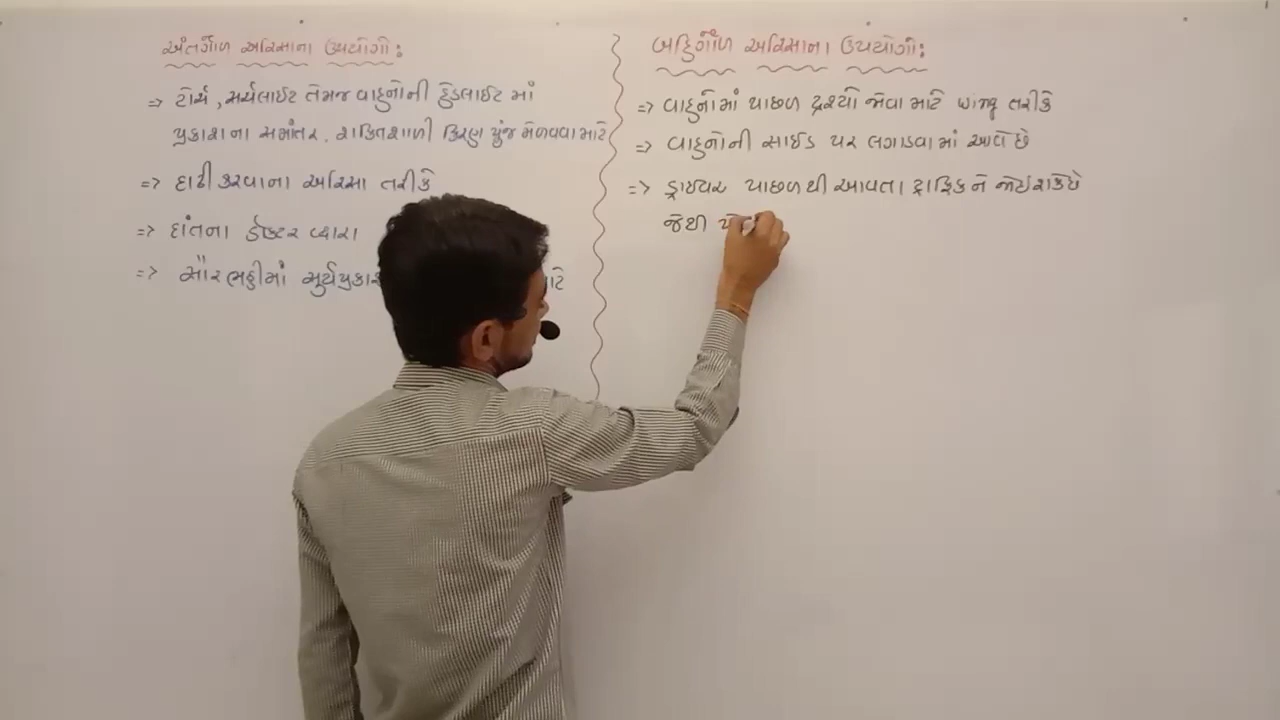 અંતર્ગોળ અરિસાના ઉપયોગો:
=> ટોર્ચ, સર્ચલાઈટ તેમજ વાહનોની હેડલાઈટ માં
પ્રકાશના સમાંતર, શક્તિશાળી કિરણ પુંજ મેળવવા માટે
=> દાઢી કરવાના અરિસા તરીકે
=> દાંતના ડૉક્ટર દ્વારા
=> સૌર ભઠ્ઠીમાં સુર્યપ્રકાશ
બહિર્ગોળ અરિસાના ઉપયોગો:
=> વાહનોમાં પાછળ દ્રશ્યો જોવા માટે wing તરીકે
=> વાહનોની સાઈડ પર લગાડવામાં આવે છે
=> ડ્રાઈવર પાછળથી આવતા ટ્રાફિકને જોઈ શકે છે
જેથી